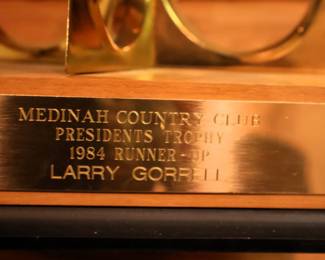 MEDINAH COUNTRY CLUB
PRESIDENTS TROPHY
1984 RUNNER-UP
LARRY GORRELL